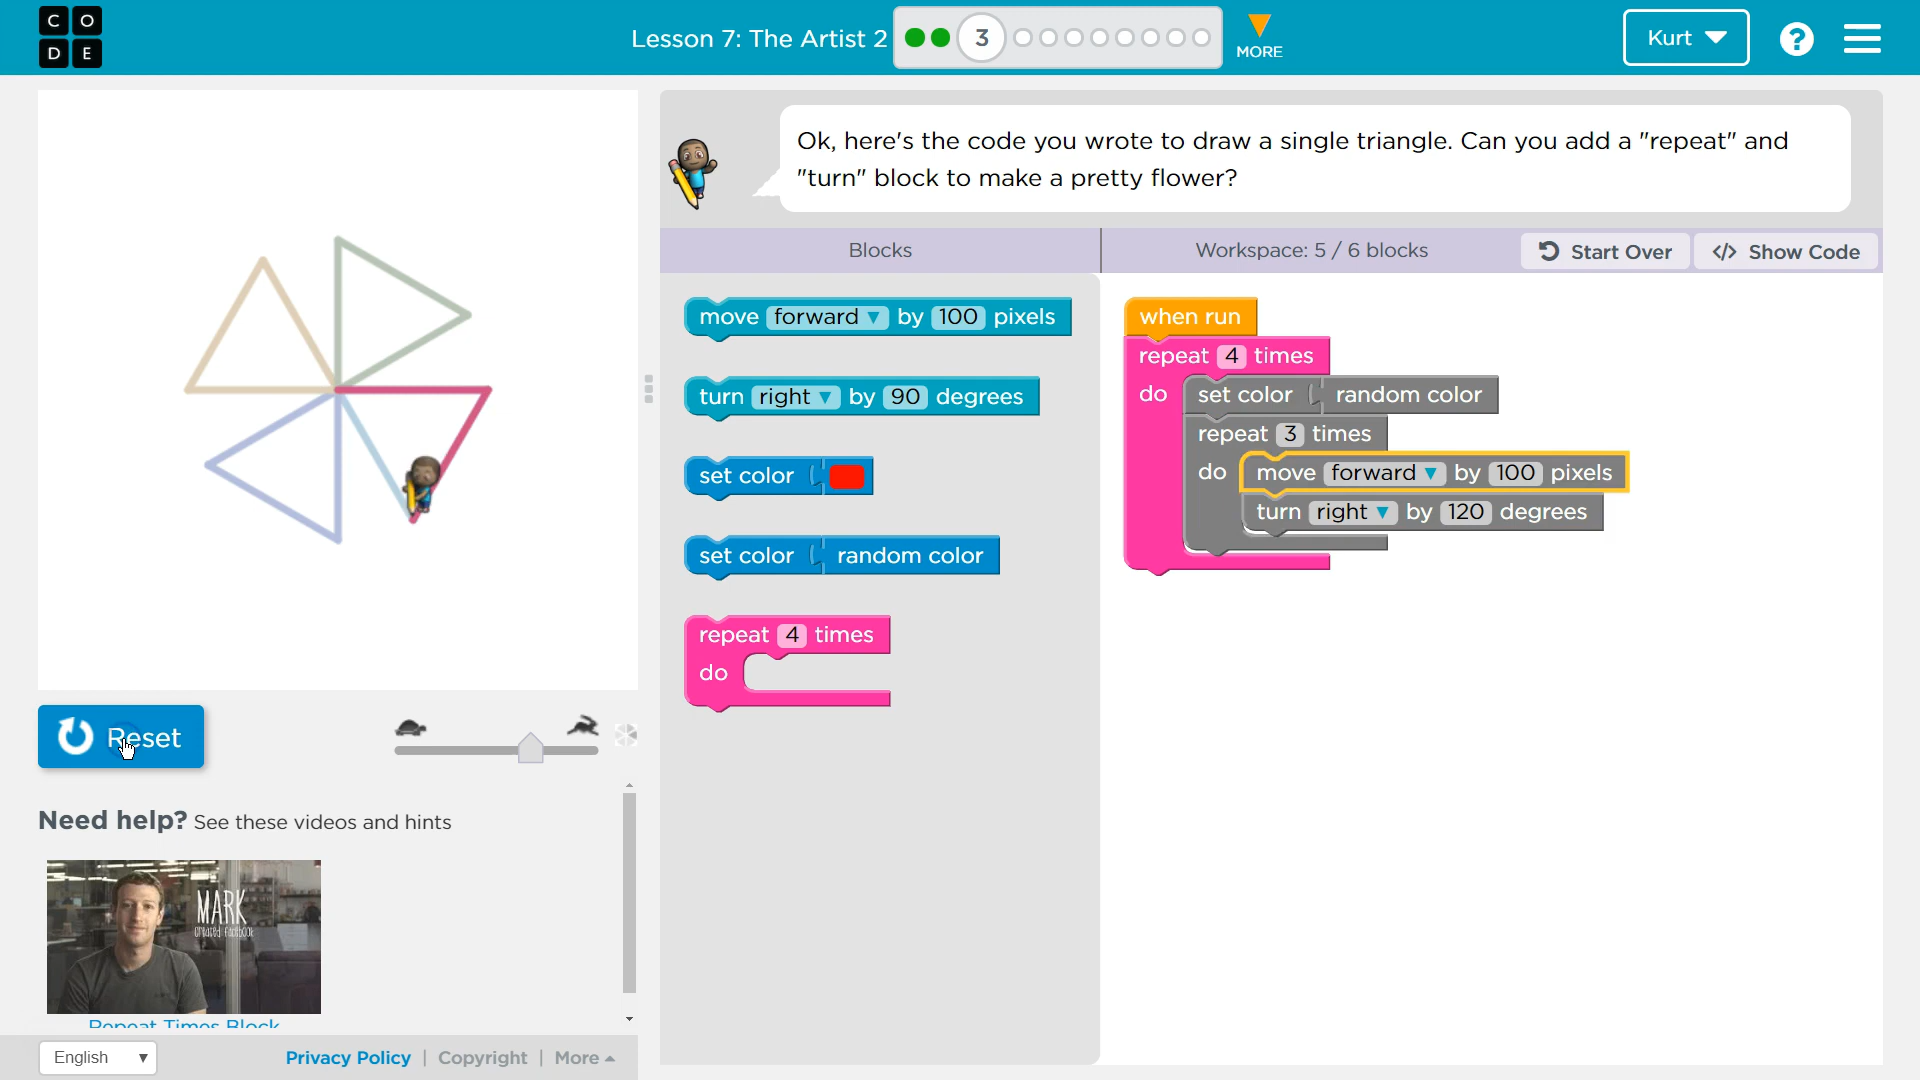 C O
D E
Lesson 7: The Artist 2
3
MORE
Kurt
?
Ok, here's the code you wrote to draw a single triangle. Can you add a "repeat" and
"turn" block to make a pretty flower?
Blocks
Workspace: 5 / 6 blocks
Start Over
</> Show Code
move forward by 100 pixels
turn right by 90 degrees
set color
set color random color
repeat 4 times
do
when run
repeat 4 times
do set color random color
repeat 3 times
do move forward by 100 pixels
turn right by 120 degrees
Reset
Need help? See these videos and hints
MARK
created facebook
Repeat Times Block
English
Privacy Policy | Copyright | More